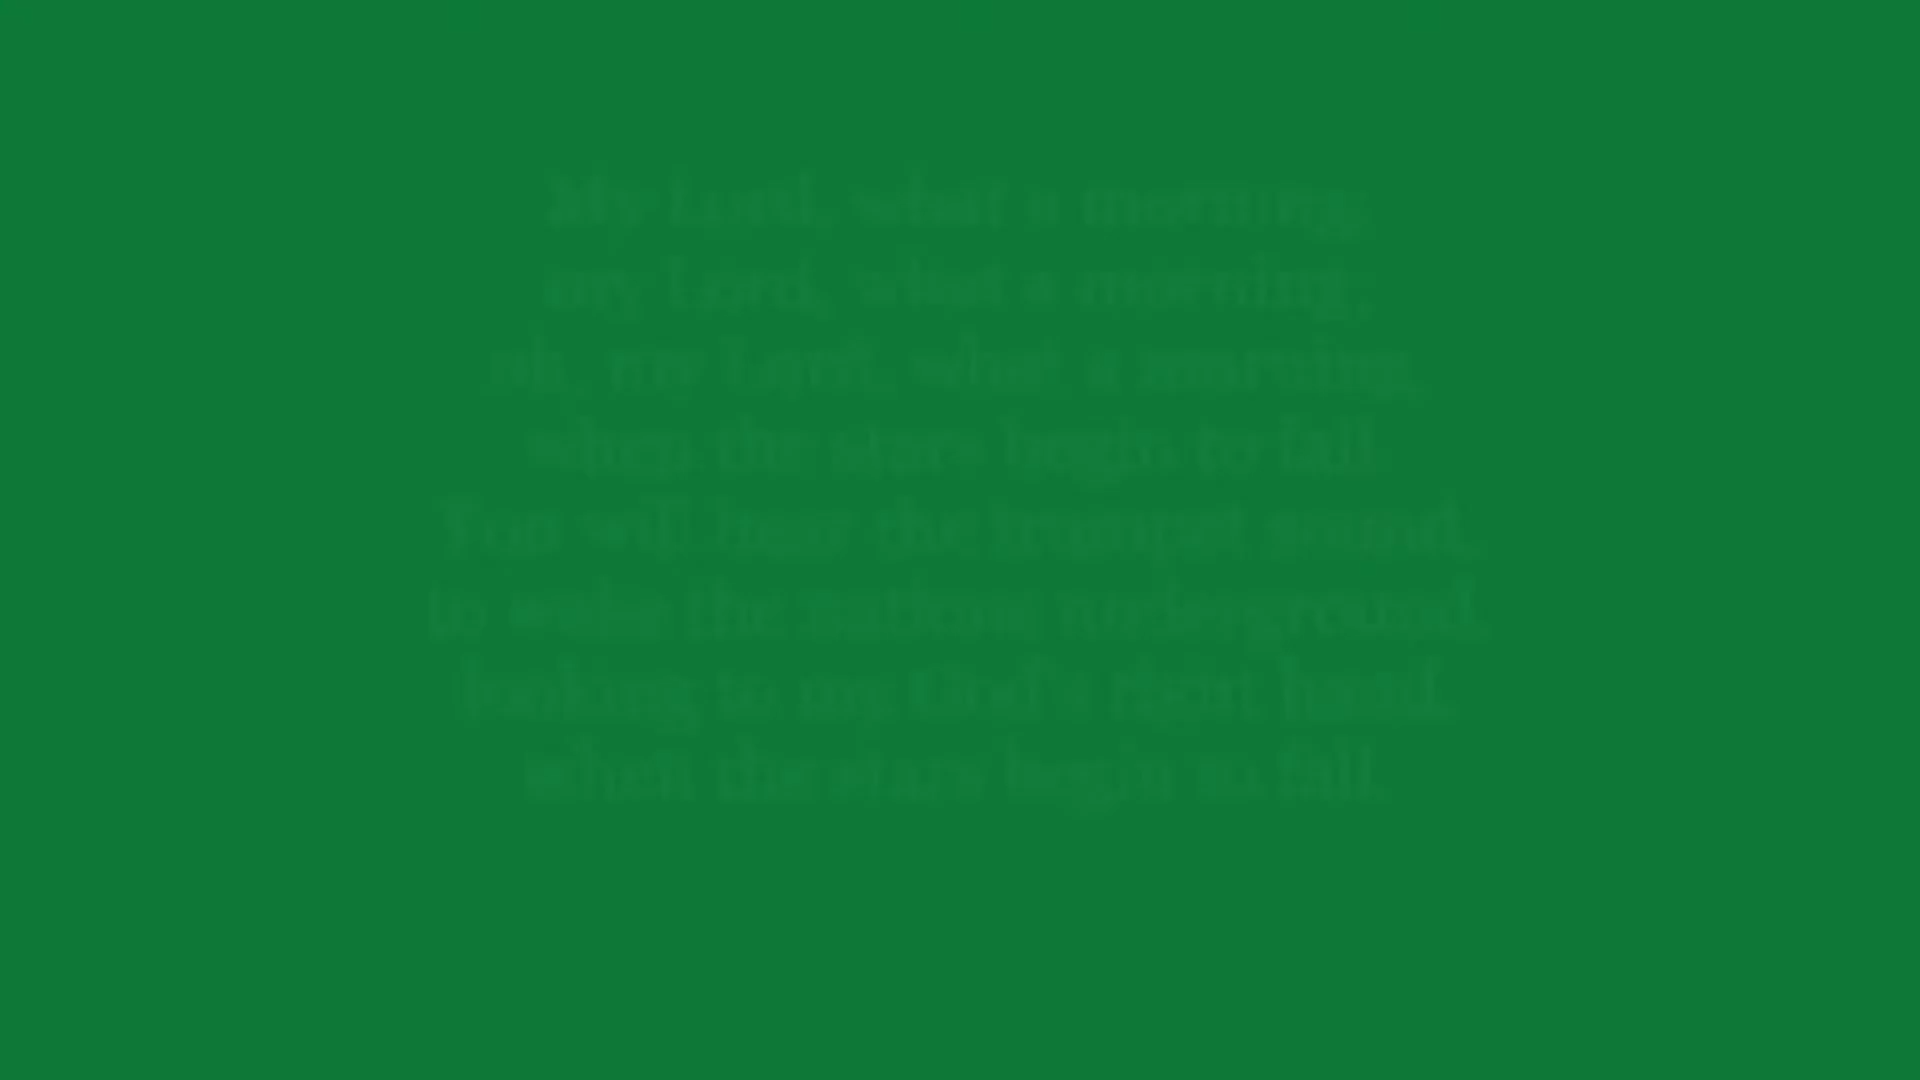 My Lord, what a morning,
my Lord, what a morning,
oh, my Lord, what a morning,
when the stars begin to fall.
You will hear the trumpet sound,
to wake the nations underground,
looking to my God's right hand,
when the stars begin to fall.